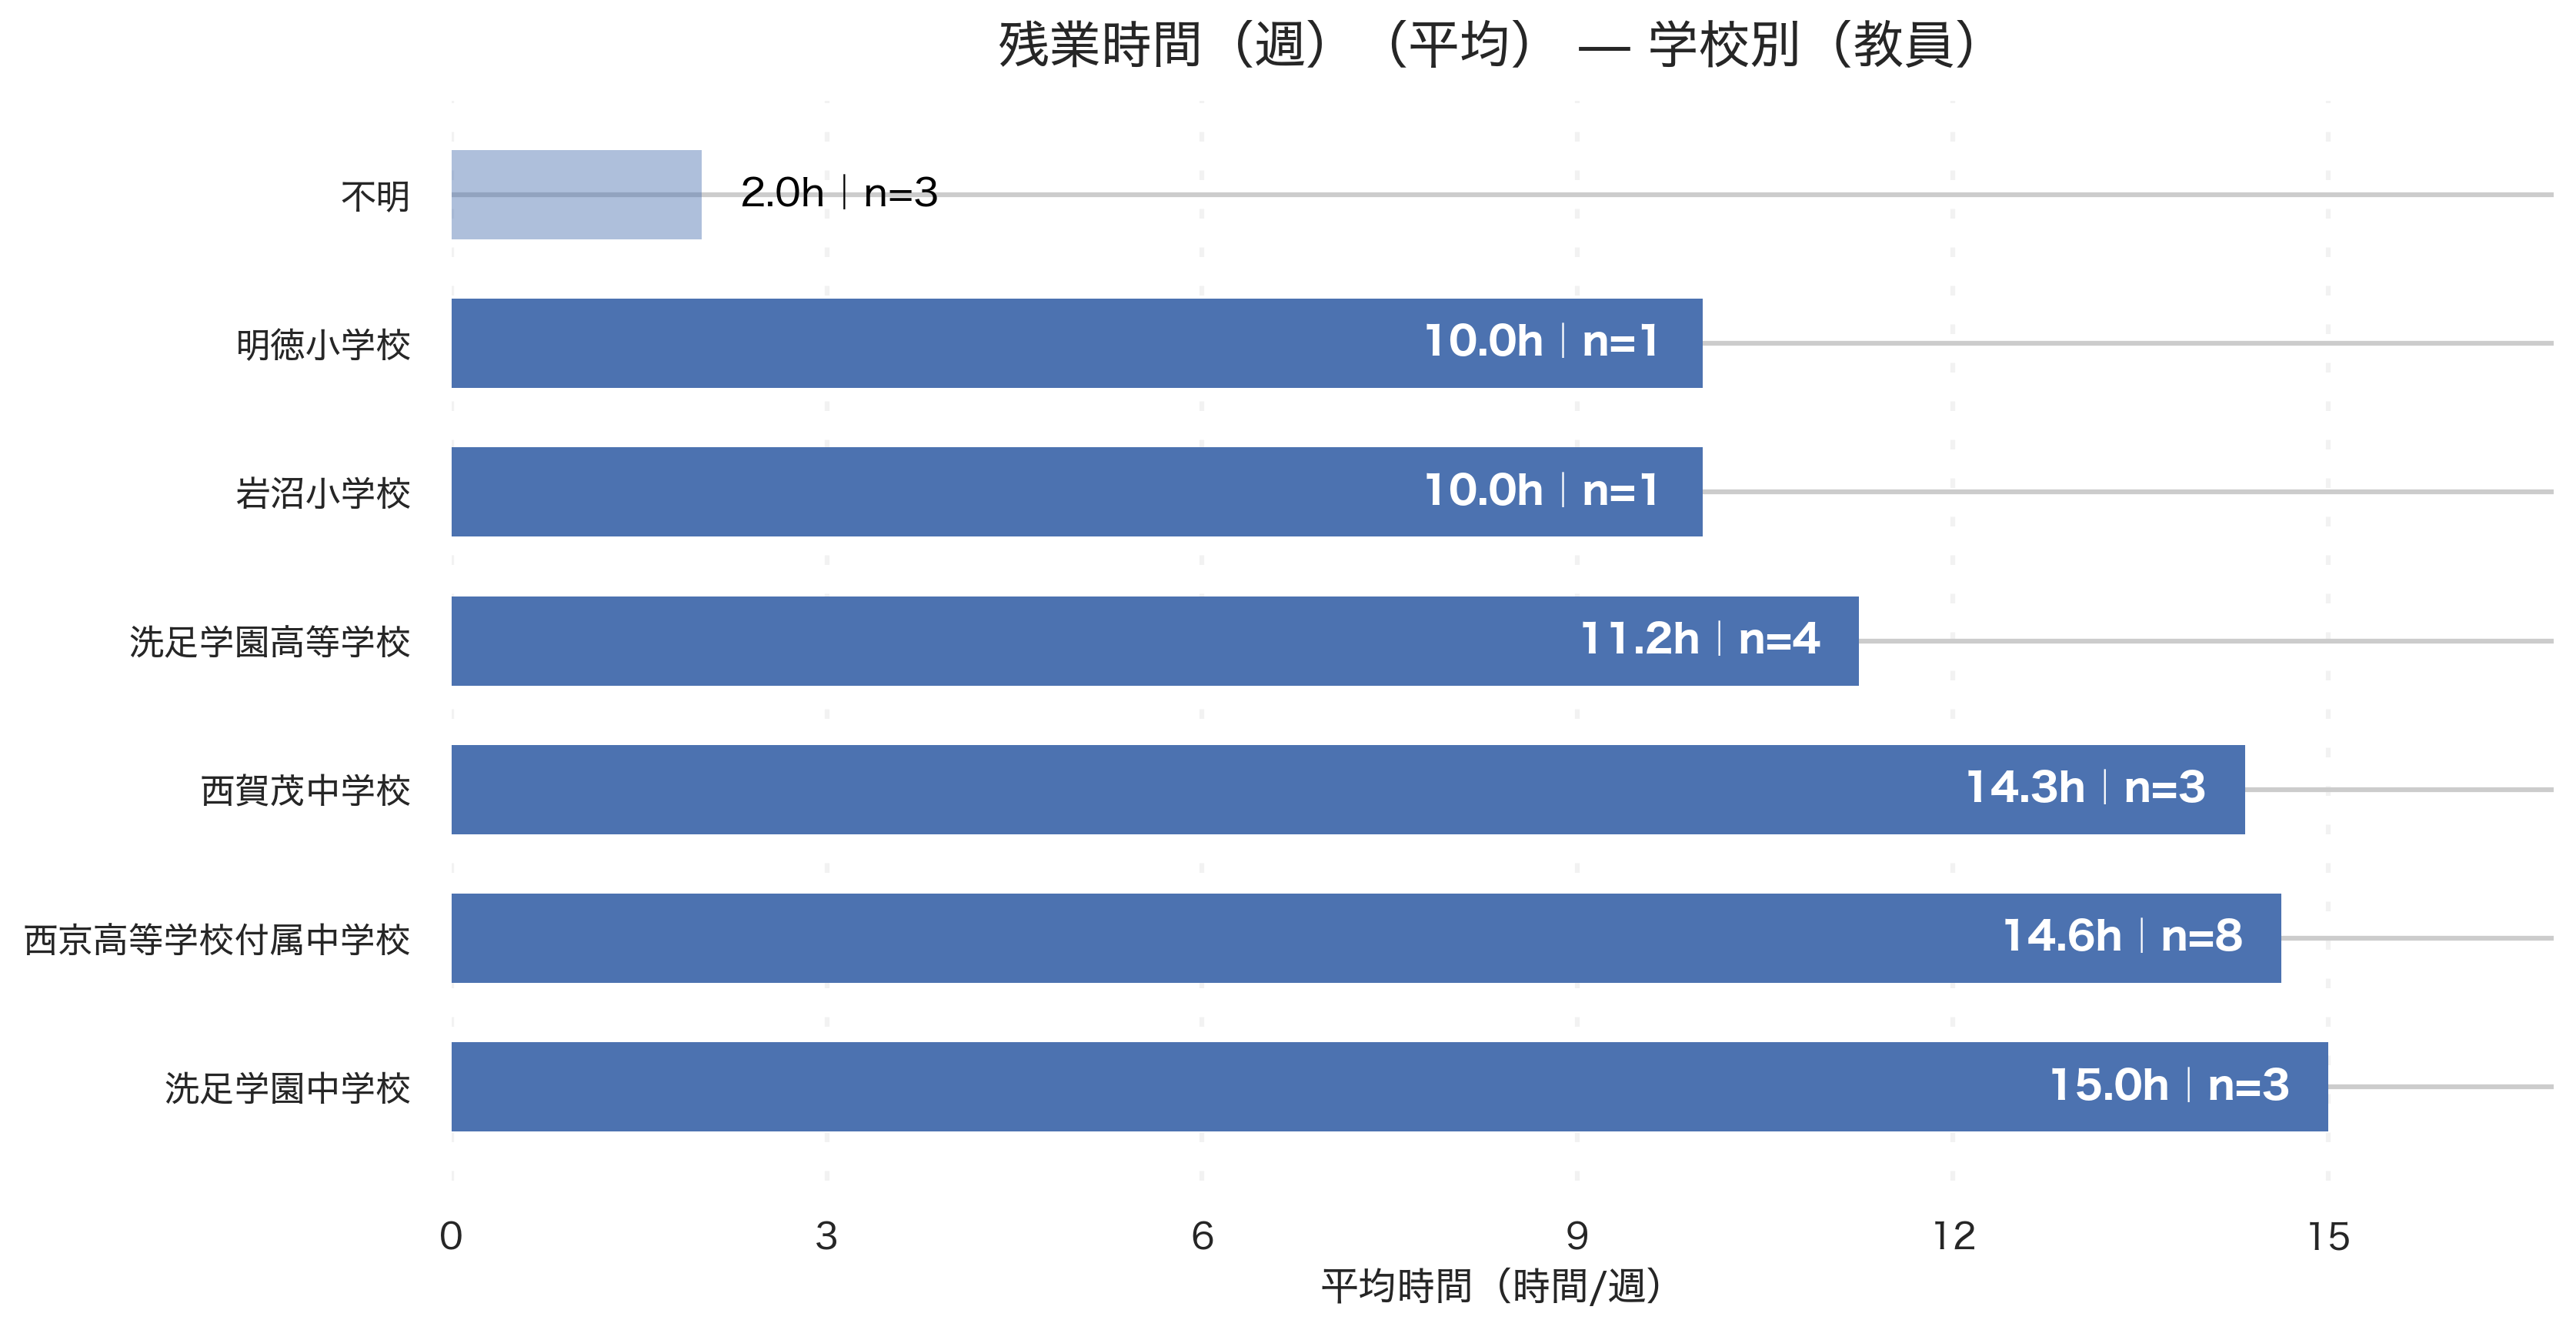 残業時間（週）（平均） — 学校別（教員）
不明 2.0h｜n=3
明徳小学校 10.0h｜n=1
岩沼小学校 10.0h｜n=1
洗足学園高等学校 11.2h｜n=4
西賀茂中学校 14.3h｜n=3
西京高等学校付属中学校 14.6h｜n=8
洗足学園中学校 15.0h｜n=3
0 3 6 9 12 15
平均時間（時間/週）